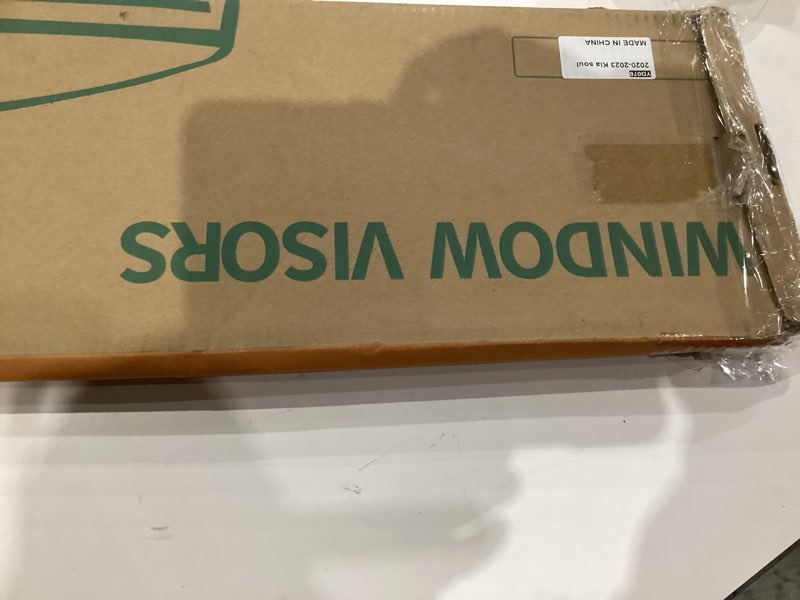 WINDOW VISORS
YD076
2020-2023 Kia soul
MADE IN CHINA